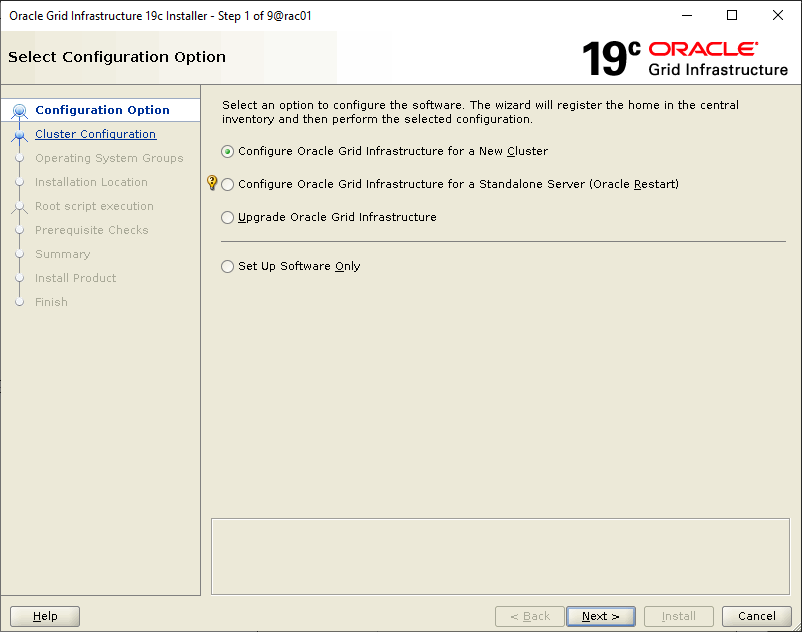 Oracle Grid Infrastructure 19c Installer - Step 1 of 9@rac01
Select Configuration Option
19c ORACLE
Grid Infrastructure
Configuration Option
Cluster Configuration
Operating System Groups
Installation Location
Root script execution
Prerequisite Checks
Summary
Install Product
Finish
Select an option to configure the software. The wizard will register the home in the central
inventory and then perform the selected configuration.
Configure Oracle Grid Infrastructure for a New Cluster
Configure Oracle Grid Infrastructure for a Standalone Server (Oracle Restart)
Upgrade Oracle Grid Infrastructure
Set Up Software Only
Help
< Back
Next >
Install
Cancel